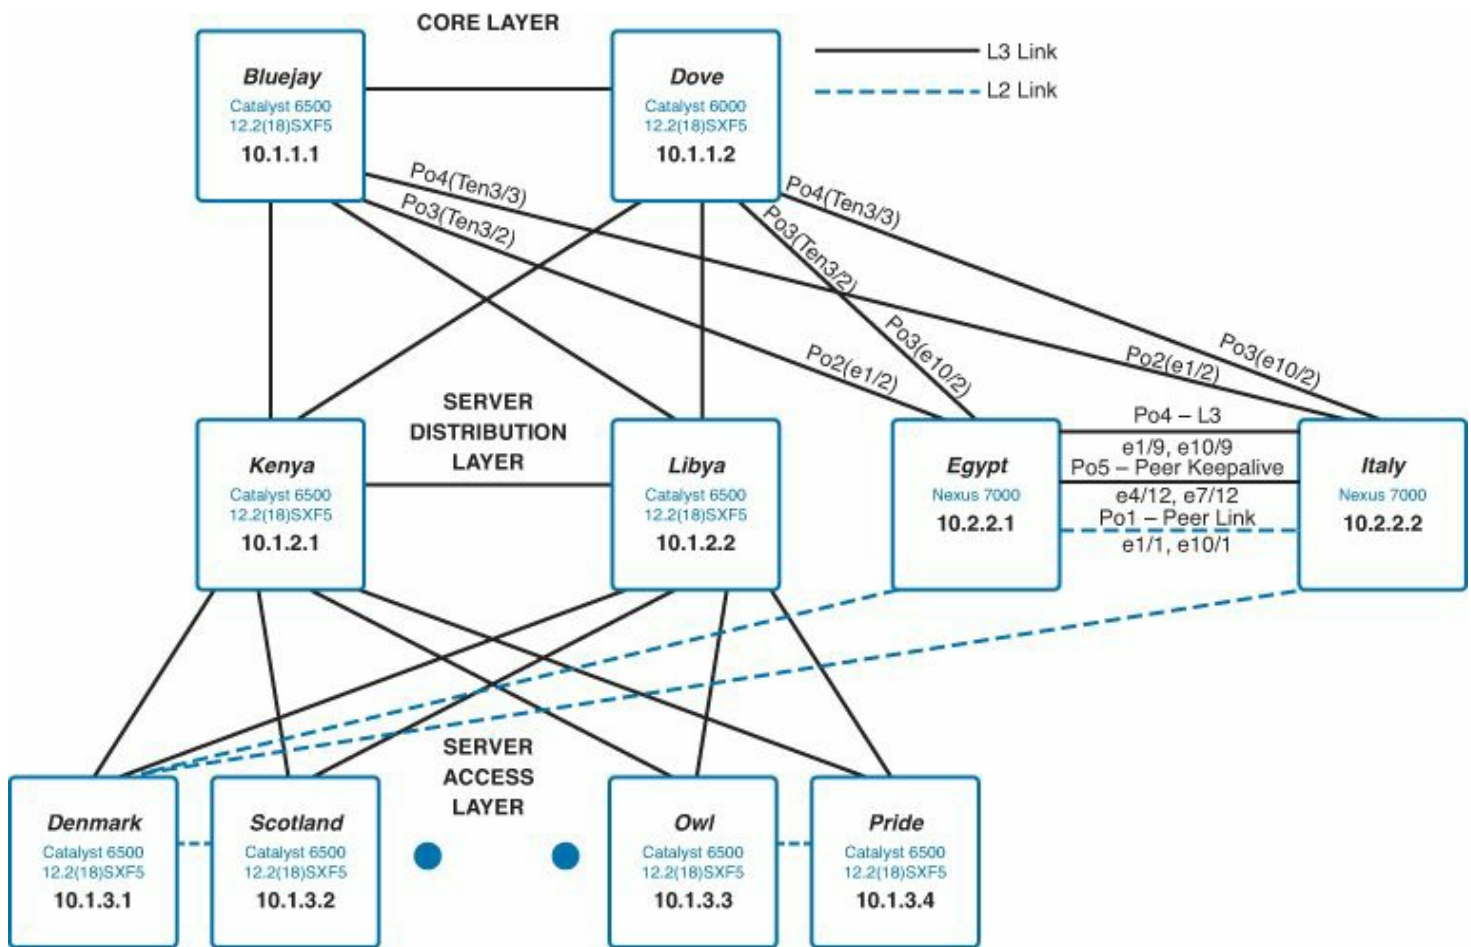 CORE LAYER
Bluejay
Catalyst 6500
12.2(18)SXF5
10.1.1.1
Dove
Catalyst 6000
12.2(18)SXF5
10.1.1.2
L3 Link
L2 Link
Po4(Ten3/3)
Po3(Ten3/2)
Po3(Ten3/2)
Po4(Ten3/3)
Po2(e1/2)
Po3(e10/2)
Po2(e1/2)
Po3(e10/2)
SERVER
DISTRIBUTION
LAYER
Kenya
Catalyst 6500
12.2(18)SXF5
10.1.2.1
Libya
Catalyst 6500
12.2(18)SXF5
10.1.2.2
Egypt
Nexus 7000
10.2.2.1
Po4 – L3
e1/9, e10/9
Po5 – Peer Keepalive
e4/12, e7/12
Po1 – Peer Link
e1/1, e10/1
Italy
Nexus 7000
10.2.2.2
SERVER
ACCESS
LAYER
Denmark
Catalyst 6500
12.2(18)SXF5
10.1.3.1
Scotland
Catalyst 6500
12.2(18)SXF5
10.1.3.2
Owl
Catalyst 6500
12.2(18)SXF5
10.1.3.3
Pride
Catalyst 6500
12.2(18)SXF5
10.1.3.4